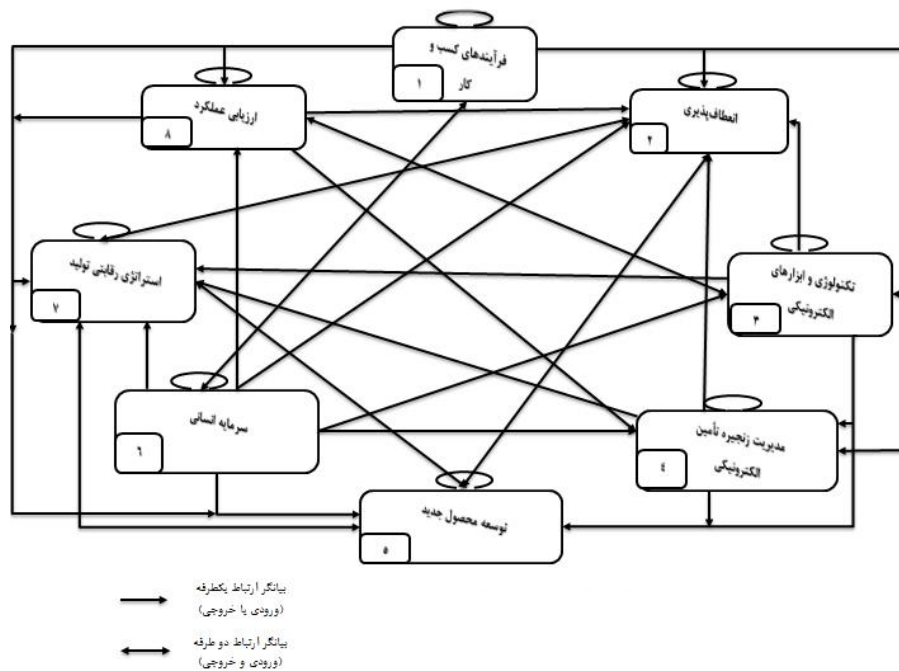 فرآیندهای کسب و
کار
۱
ارزیابی عملکرد
۸
انعطاف‌پذیری
۲
استراتژی رقابتی تولید
۷
تکنولوژی و ابزارهای
الکترونیکی
۳
سرمایه انسانی
۶
مدیریت زنجیره تأمین
الکترونیکی
٤
توسعه محصول جدید
۵
بیانگر ارتباط یکطرفه
(ورودی یا خروجی)
بیانگر ارتباط دو طرفه
(ورودی و خروجی)